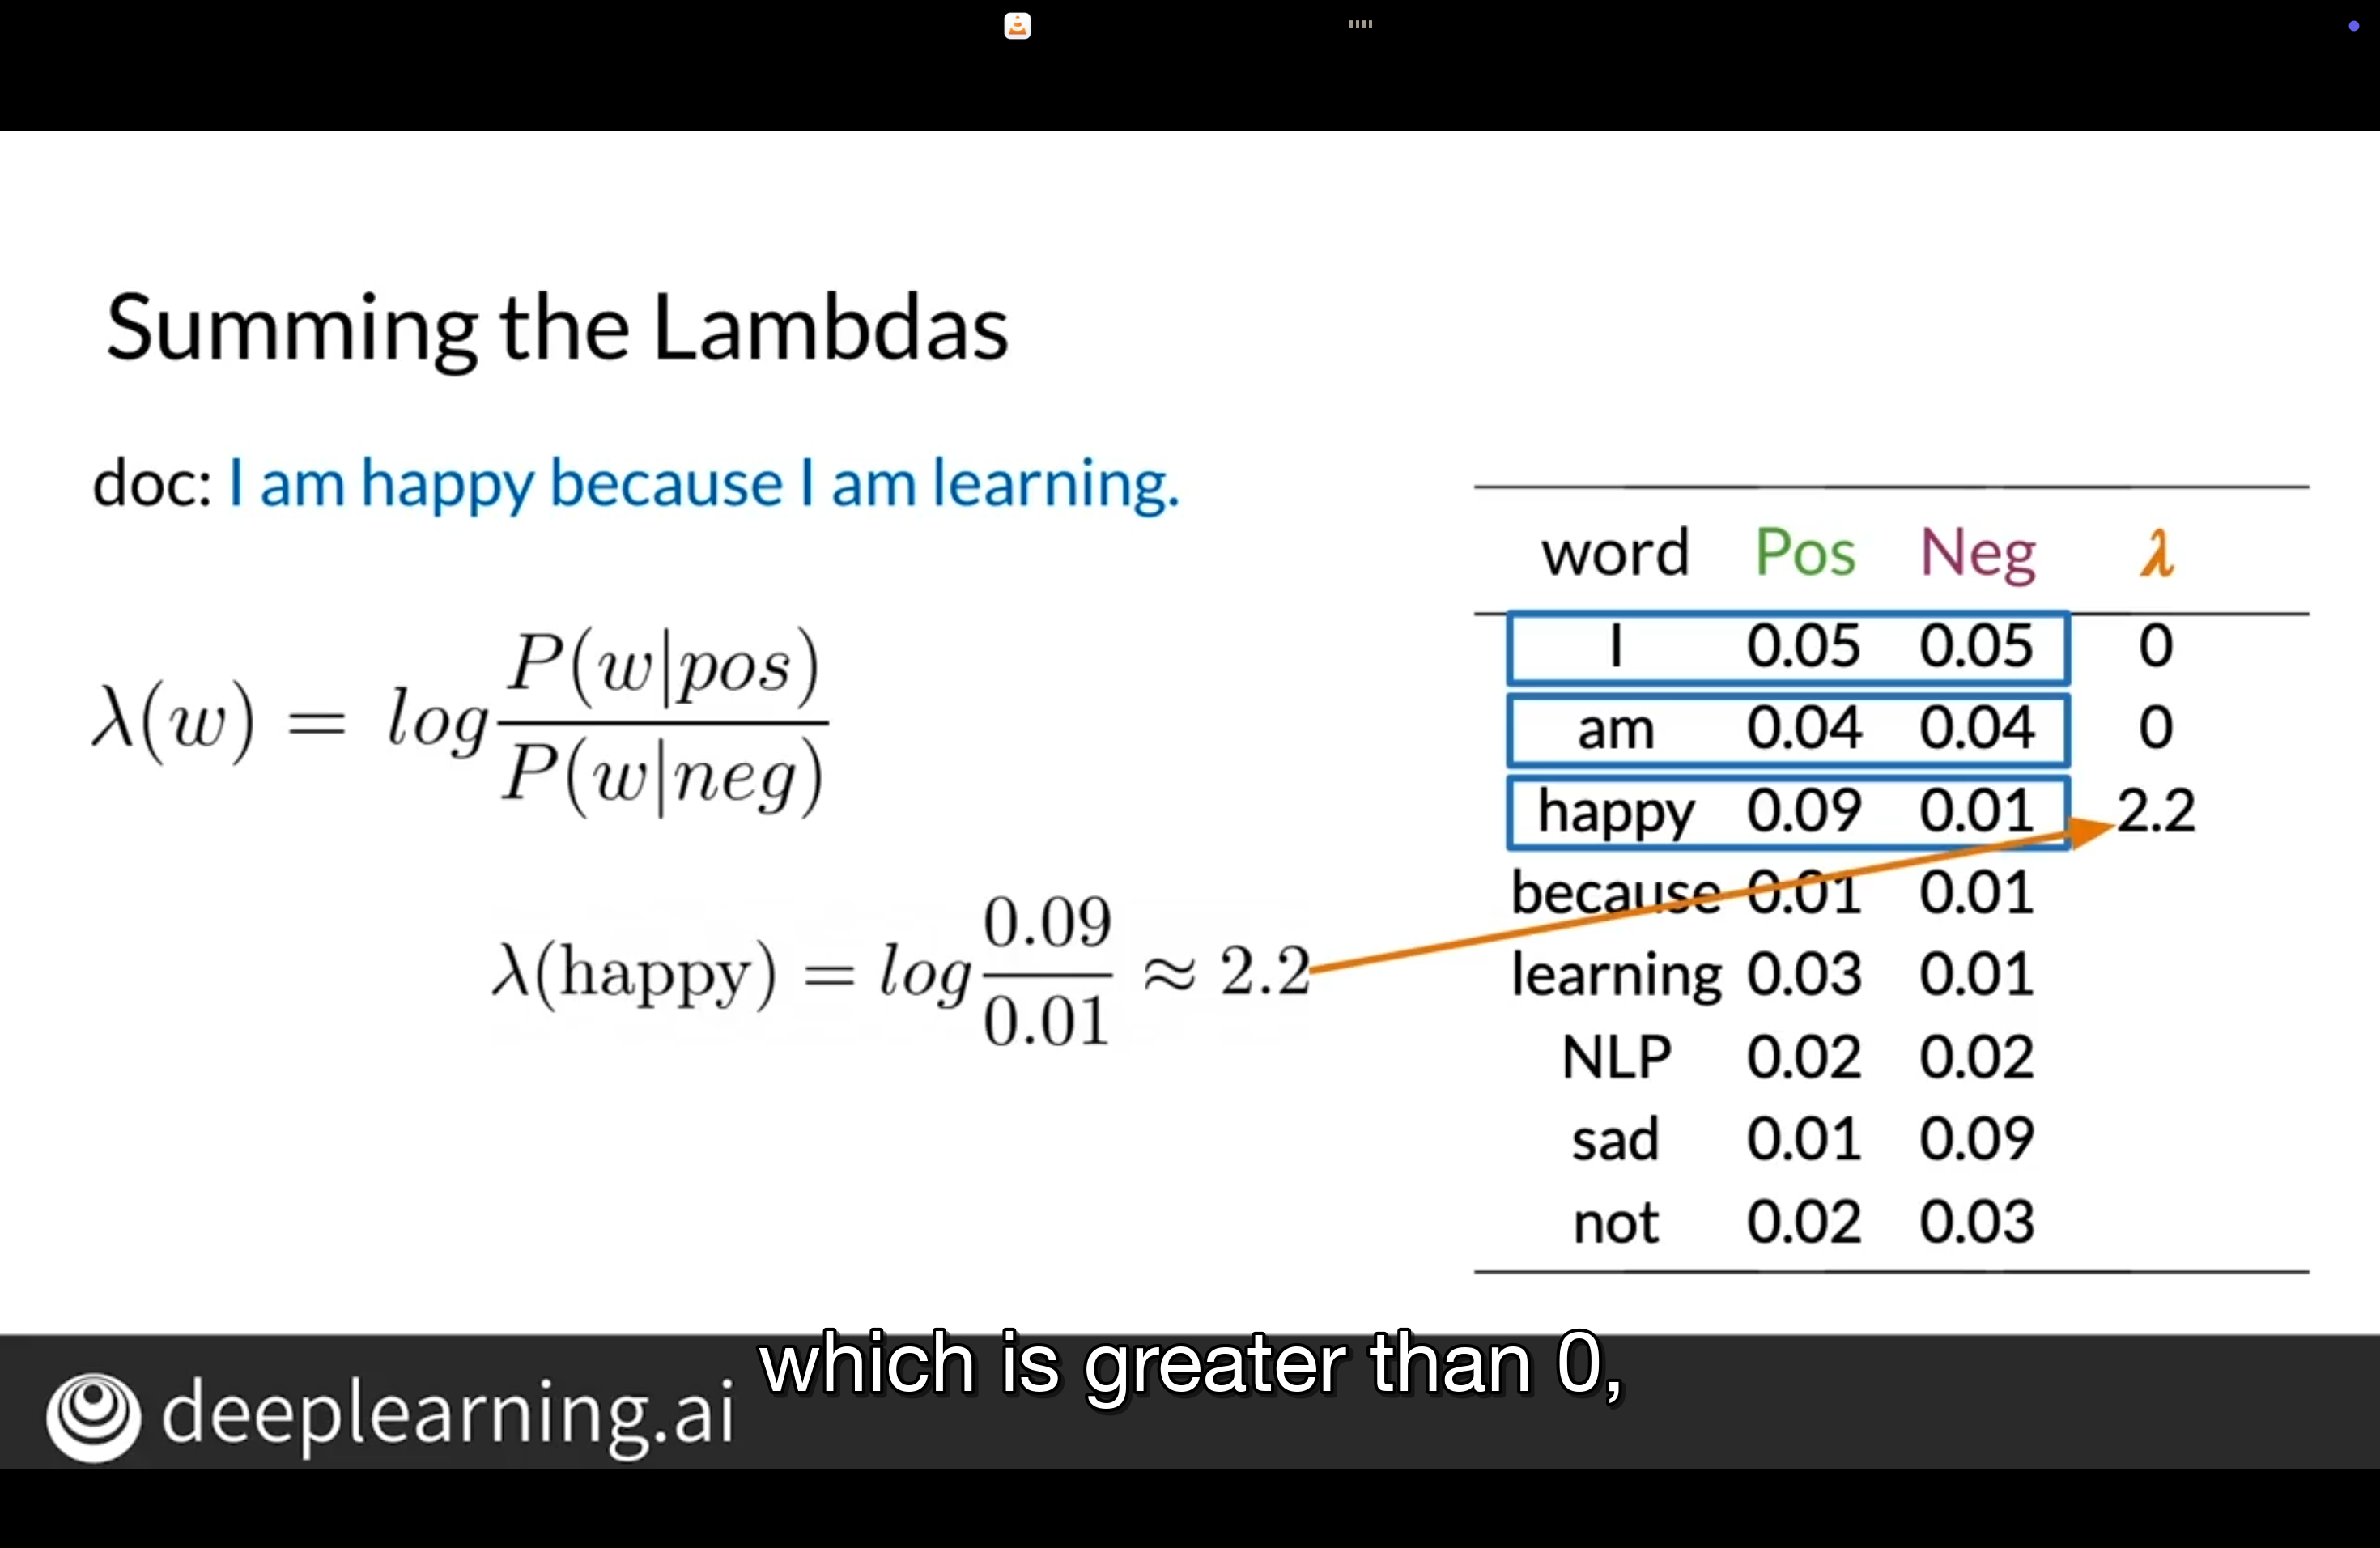 Summing the Lambdas
doc: I am happy because I am learning.
λ(w) = log P(w|pos) / P(w|neg)
λ(happy) = log 0.09 / 0.01 ≈ 2.2
word Pos Neg λ
I 0.05 0.05 0
am 0.04 0.04 0
happy 0.09 0.01 2.2
because 0.01 0.01
learning 0.03 0.01
NLP 0.02 0.02
sad 0.01 0.09
not 0.02 0.03
which is greater than 0,
deeplearning.ai